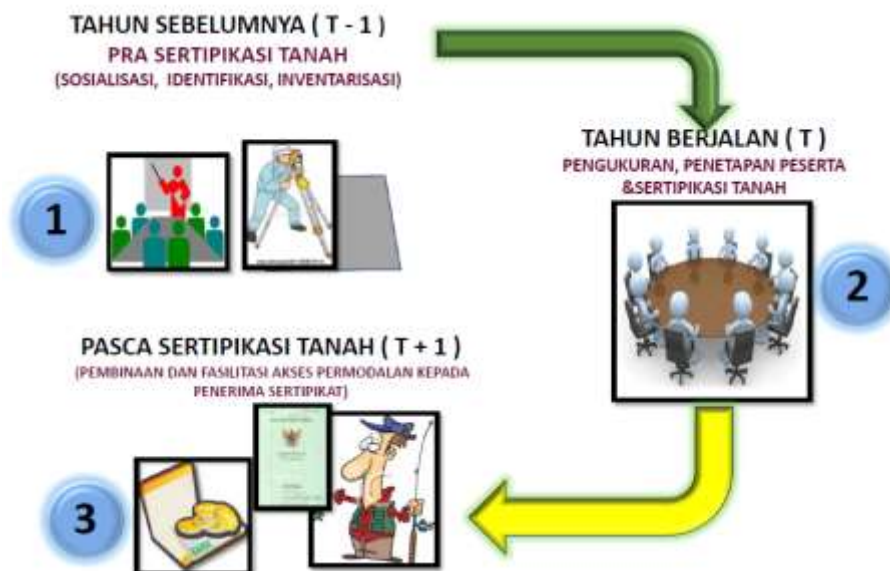 TAHUN SEBELUMNYA ( T - 1 )
PRA SERTIPIKASI TANAH
(SOSIALISASI, IDENTIFIKASI, INVENTARISASI)
1
TAHUN BERJALAN ( T )
PENGUKURAN, PENETAPAN PESERTA
&SERTIPIKASI TANAH
2
PASCA SERTIPIKASI TANAH ( T + 1 )
(PEMBINAAN DAN FASILITASI AKSES PERMODALAN KEPADA
PENERIMA SERTIPIKAT)
3